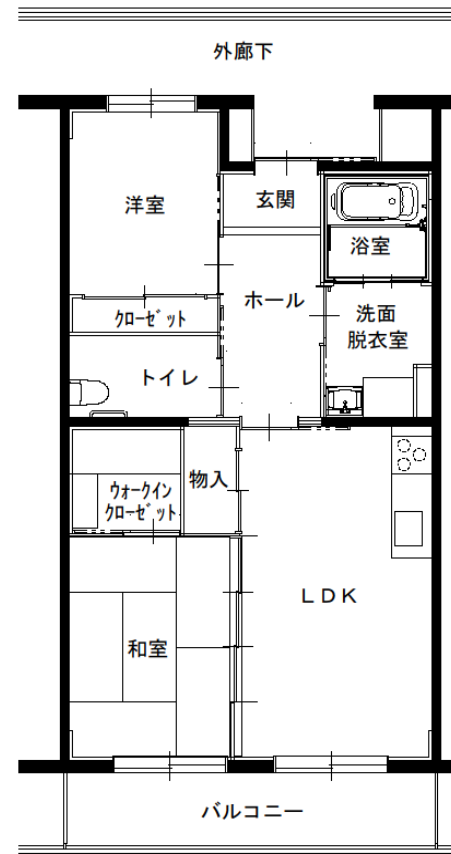 外廊下
洋室
玄関
浴室
ホール
クローゼット
洗面
脱衣室
トイレ
物入
ウォークイン
クローゼット
LDK
和室
バルコニー